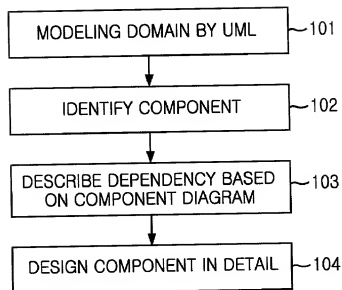 MODELING DOMAIN BY UML
101
IDENTIFY COMPONENT
102
DESCRIBE DEPENDENCY BASED
ON COMPONENT DIAGRAM
103
DESIGN COMPONENT IN DETAIL
104